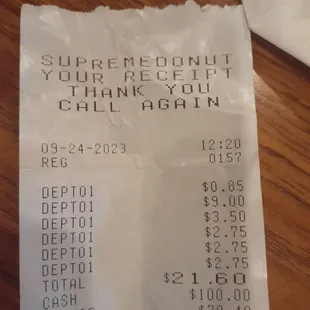 SUPREMEDONUT
YOUR RECEIPT
THANK YOU
CALL AGAIN
09-24-2023 12:20
REG 0157
DEPT01 $0.85
DEPT01 $9.00
DEPT01 $3.50
DEPT01 $2.75
DEPT01 $2.75
DEPT01 $2.75
TOTAL $21.60
CASH $100.00